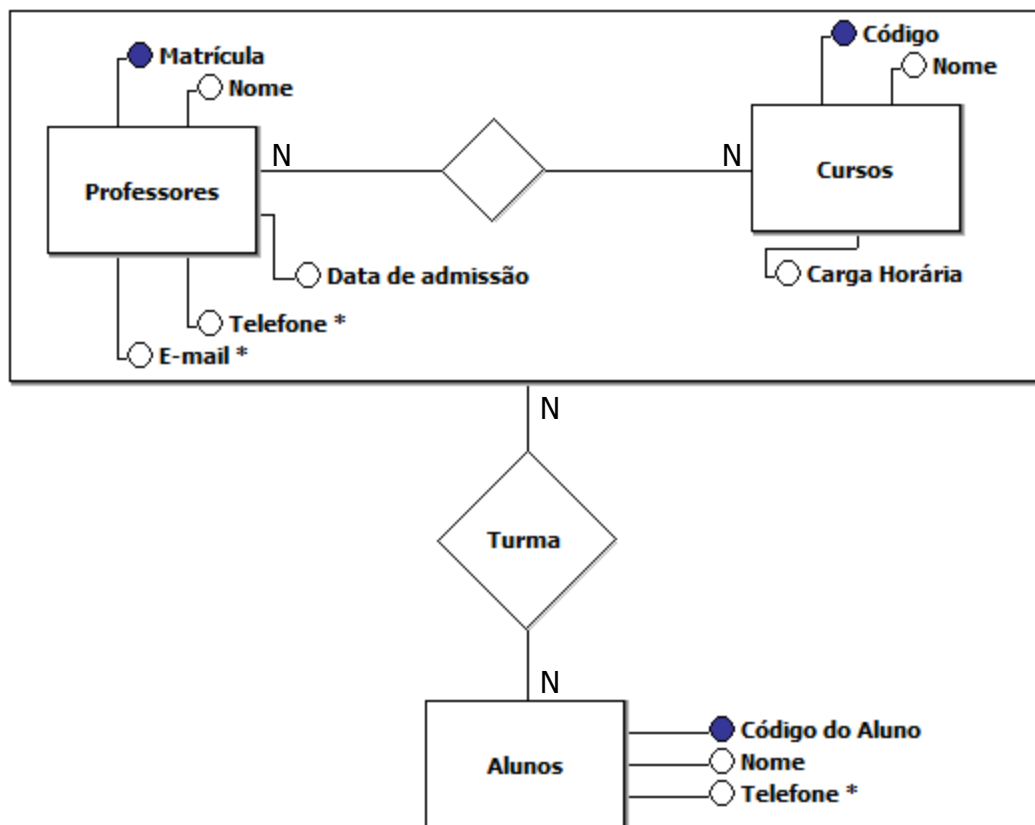 Matrícula
Nome
Professores
N
Data de admissão
Telefone *
E-mail *
Código
Nome
N
Cursos
Carga Horária
N
Turma
N
Alunos
Código do Aluno
Nome
Telefone *